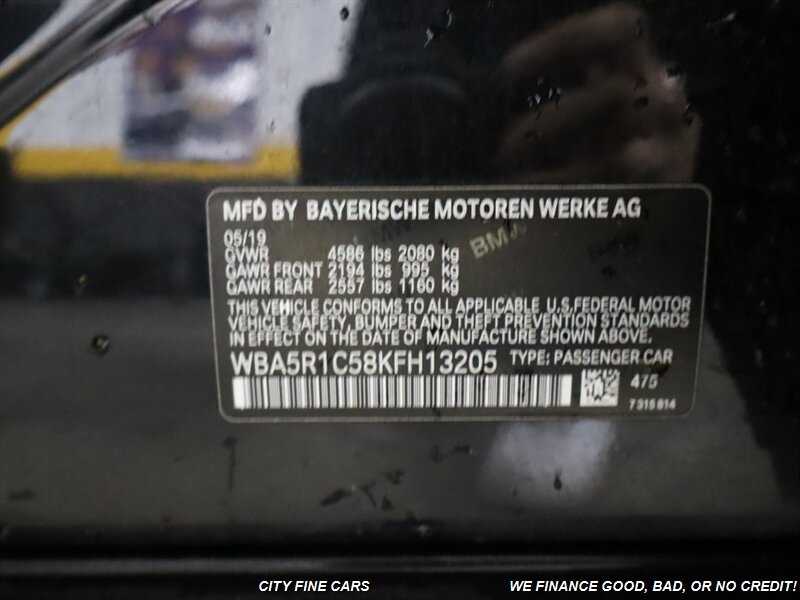 MFD BY BAYERISCHE MOTOREN WERKE AG
BMW
05/19
GVWR 4586 lbs 2080 kg
GAWR FRONT 2194 lbs 995 kg
GAWR REAR 2557 lbs 1160 kg
THIS VEHICLE CONFORMS TO ALL APPLICABLE U.S.FEDERAL MOTOR
VEHICLE SAFETY, BUMPER AND THEFT PREVENTION STANDARDS
IN EFFECT ON THE DATE OF MANUFACTURE SHOWN ABOVE.
WBA5R1C58KFH13205 TYPE: PASSENGER CAR
475
7 315 814
CITY FINE CARS WE FINANCE GOOD, BAD, OR NO CREDIT!